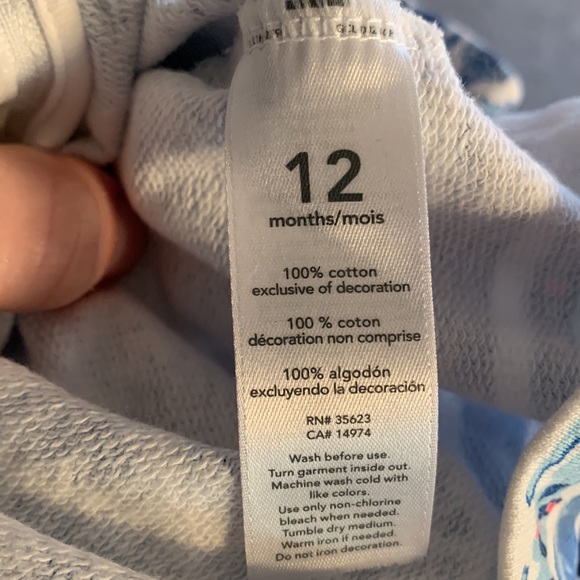 12
months/mois
100% cotton
exclusive of decoration
100 % coton
décoration non comprise
100% algodón
excluyendo la decoración
RN# 35623
CA# 14974
Wash before use.
Turn garment inside out.
Machine wash cold with
like colors.
Use only non-chlorine
bleach when needed.
Tumble dry medium.
Warm iron if needed.
Do not iron decoration.